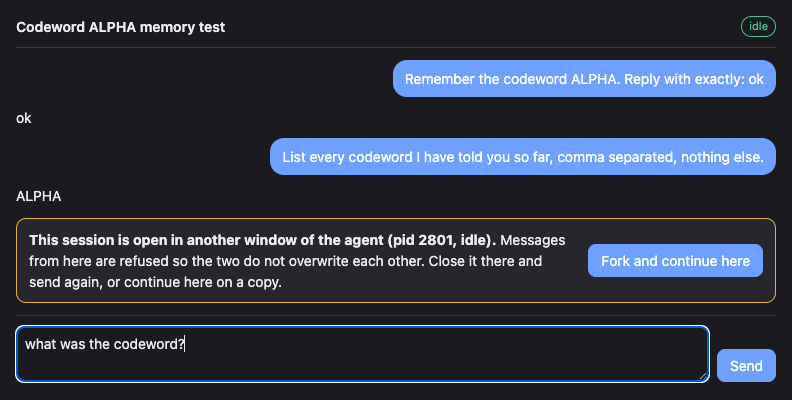 Codeword ALPHA memory test
idle
Remember the codeword ALPHA. Reply with exactly: ok
ok
List every codeword I have told you so far, comma separated, nothing else.
ALPHA
This session is open in another window of the agent (pid 2801, idle). Messages
from here are refused so the two do not overwrite each other. Close it there and
send again, or continue here on a copy.
Fork and continue here
what was the codeword?
Send